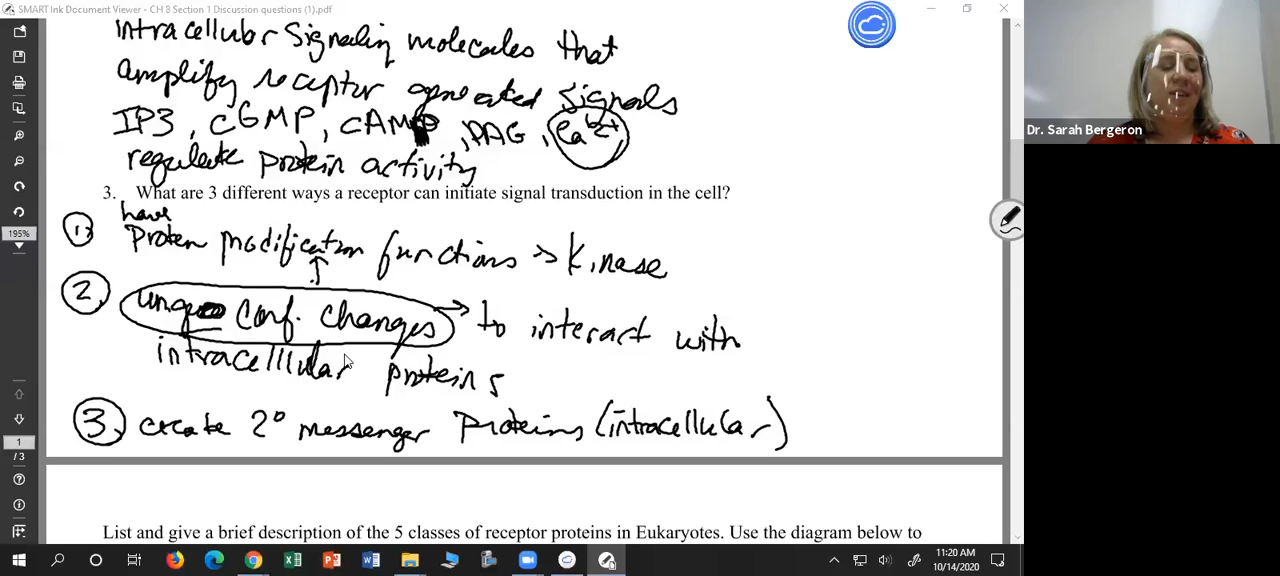 SMART Ink Document Viewer - CH 8 Section 1 Discussion questions (1).pdf
intracellular signaling molecules that
amplify receptor generated signals
IP3, cGMP, cAMP, DAG, Ca2+
regulate protein activity
3. What are 3 different ways a receptor can initiate signal transduction in the cell?
have
① Protein modification functions → Kinase
② conf. changes → to interact with
intracellular proteins
③ create 2° messenger proteins (intracellular)
List and give a brief description of the 5 classes of receptor proteins in Eukaryotes. Use the diagram below to
Dr. Sarah Bergeron
195%
1
/ 3
11:20 AM
10/14/2020